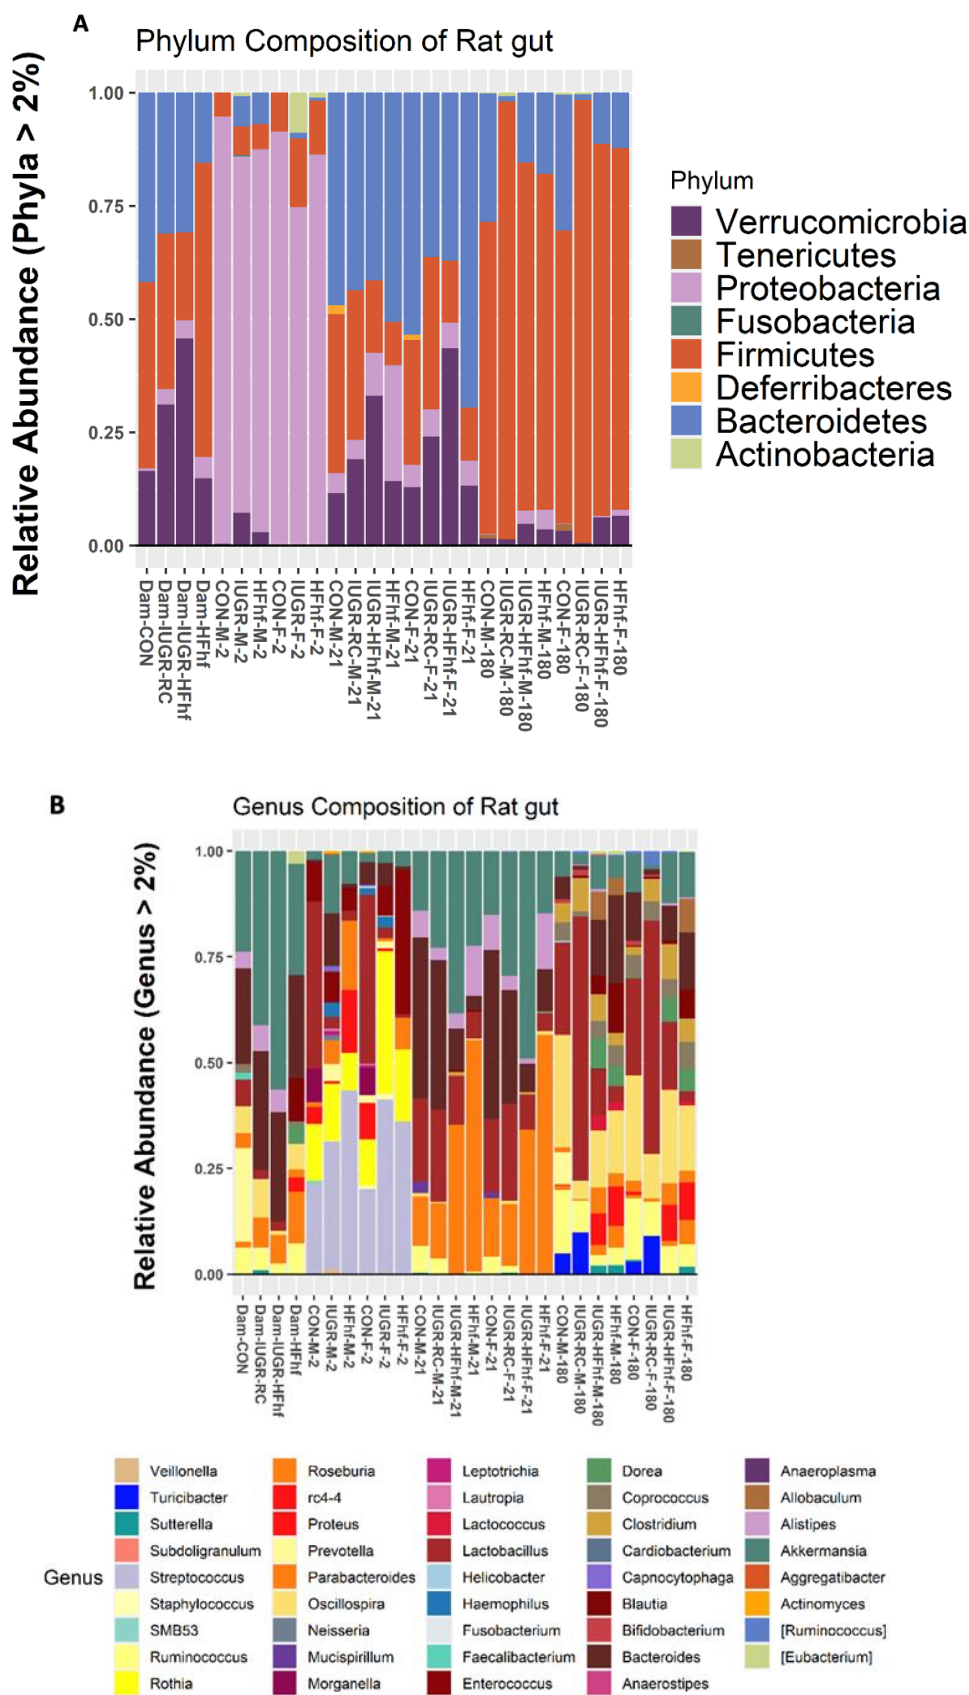 A
Phylum Composition of Rat gut
Relative Abundance (Phyla > 2%)
1.00
0.75
0.50
0.25
0.00
Dam-CON
Dam-IUGR-RC
Dam-IUGR-HFhf
Dam-HFhf
CON-M-2
IUGR-M-2
HFhf-M-2
CON-F-2
IUGR-F-2
HFhf-F-2
CON-M-21
IUGR-RC-M-21
IUGR-HFhf-M-21
HFhf-M-21
CON-F-21
IUGR-RC-F-21
IUGR-HFhf-F-21
HFhf-F-21
CON-M-180
IUGR-RC-M-180
IUGR-HFhf-M-180
HFhf-M-180
CON-F-180
IUGR-RC-F-180
IUGR-HFhf-F-180
HFhf-F-180
Phylum
Verrucomicrobia
Tenericutes
Proteobacteria
Fusobacteria
Firmicutes
Deferribacteres
Bacteroidetes
Actinobacteria
B
Genus Composition of Rat gut
Relative Abundance (Genus > 2%)
1.00
0.75
0.50
0.25
0.00
Dam-CON
Dam-IUGR-RC
Dam-IUGR-HFhf
Dam-HFhf
CON-M-2
IUGR-M-2
HFhf-M-2
CON-F-2
IUGR-F-2
HFhf-F-2
CON-M-21
IUGR-RC-M-21
IUGR-HFhf-M-21
HFhf-M-21
CON-F-21
IUGR-RC-F-21
IUGR-HFhf-F-21
HFhf-F-21
CON-M-180
IUGR-RC-M-180
IUGR-HFhf-M-180
HFhf-M-180
CON-F-180
IUGR-RC-F-180
IUGR-HFhf-F-180
HFhf-F-180
Genus
Veillonella
Turicibacter
Sutterella
Subdoligranulum
Streptococcus
Staphylococcus
SMB53
Ruminococcus
Rothia
Roseburia
rc4-4
Proteus
Prevotella
Parabacteroides
Oscillospira
Neisseria
Mucispirillum
Morganella
Leptotrichia
Lautropia
Lactococcus
Lactobacillus
Helicobacter
Haemophilus
Fusobacterium
Faecalibacterium
Enterococcus
Dorea
Coprococcus
Clostridium
Cardiobacterium
Capnocytophaga
Blautia
Bifidobacterium
Bacteroides
Anaerostipes
Anaeroplasma
Allobaculum
Alistipes
Akkermansia
Aggregatibacter
Actinomyces
[Ruminococcus]
[Eubacterium]